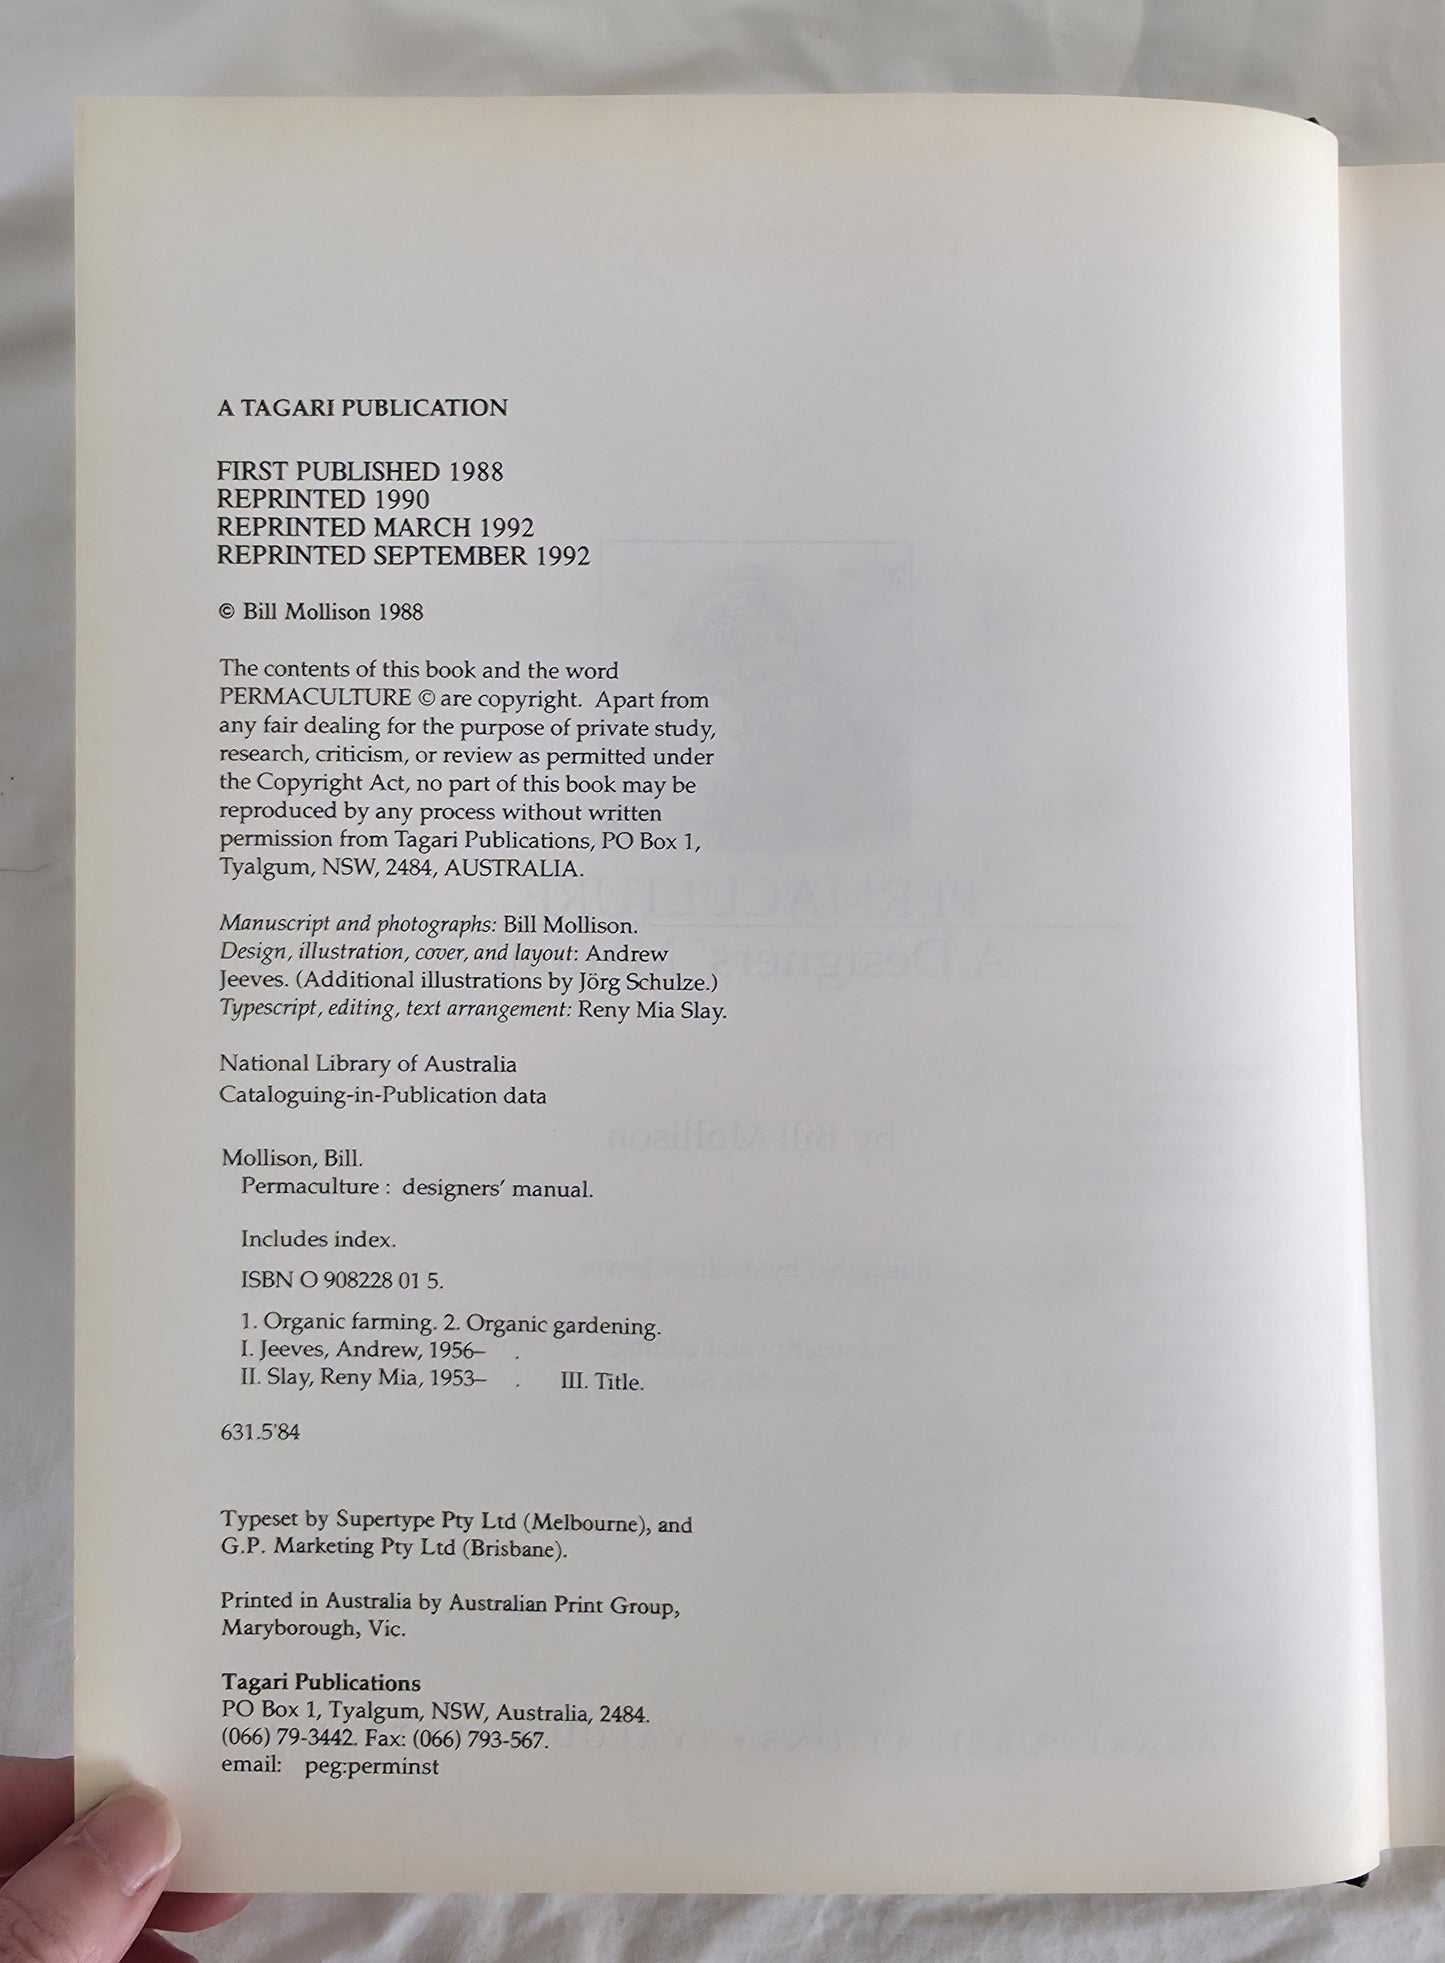 A TAGARI PUBLICATION
FIRST PUBLISHED 1988
REPRINTED 1990
REPRINTED MARCH 1992
REPRINTED SEPTEMBER 1992
© Bill Mollison 1988
The contents of this book and the word
PERMACULTURE © are copyright. Apart from
any fair dealing for the purpose of private study,
research, criticism, or review as permitted under
the Copyright Act, no part of this book may be
reproduced by any process without written
permission from Tagari Publications, PO Box 1,
Tyalgum, NSW, 2484, AUSTRALIA.
Manuscript and photographs: Bill Mollison.
Design, illustration, cover, and layout: Andrew
Jeeves. (Additional illustrations by Jörg Schulze.)
Typescript, editing, text arrangement: Reny Mia Slay.
National Library of Australia
Cataloguing-in-Publication data
Mollison, Bill.
Permaculture : designers' manual.
Includes index.
ISBN O 908228 01 5.
1. Organic farming. 2. Organic gardening.
I. Jeeves, Andrew, 1956– .
II. Slay, Reny Mia, 1953– . III. Title.
631.5'84
Typeset by Supertype Pty Ltd (Melbourne), and
G.P. Marketing Pty Ltd (Brisbane).
Printed in Australia by Australian Print Group,
Maryborough, Vic.
Tagari Publications
PO Box 1, Tyalgum, NSW, Australia, 2484.
(066) 79-3442. Fax: (066) 793-567.
email: peg:perminst